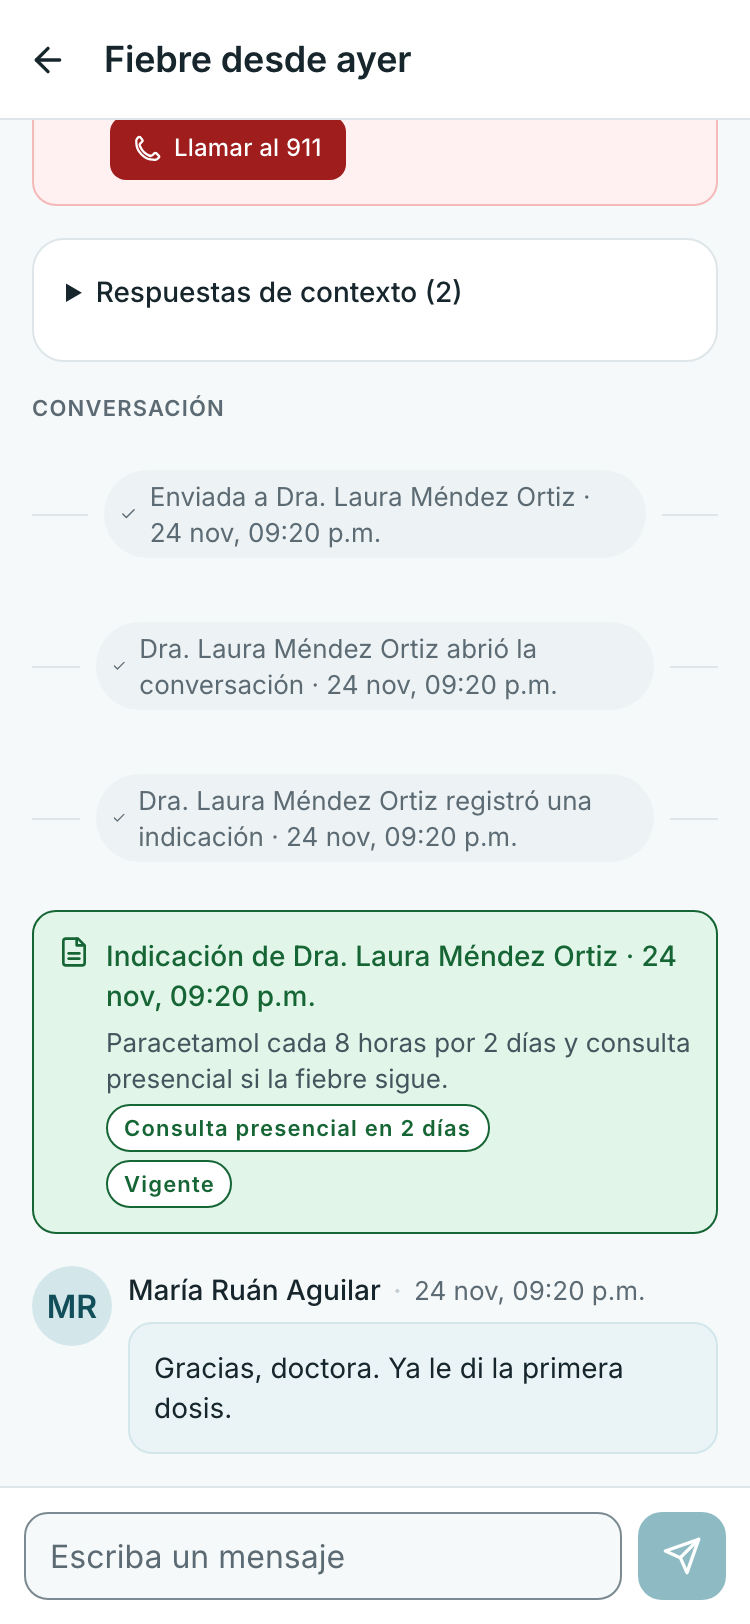 Fiebre desde ayer
Llamar al 911
Respuestas de contexto (2)
CONVERSACIÓN
Enviada a Dra. Laura Méndez Ortiz ·
24 nov, 09:20 p.m.
Dra. Laura Méndez Ortiz abrió la
conversación · 24 nov, 09:20 p.m.
Dra. Laura Méndez Ortiz registró una
indicación · 24 nov, 09:20 p.m.
Indicación de Dra. Laura Méndez Ortiz · 24
nov, 09:20 p.m.
Paracetamol cada 8 horas por 2 días y consulta
presencial si la fiebre sigue.
Consulta presencial en 2 días
Vigente
MR
María Ruán Aguilar · 24 nov, 09:20 p.m.
Gracias, doctora. Ya le di la primera
dosis.
Escriba un mensaje